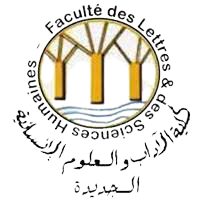 Faculté des Lettres & des Sciences Humaines
كلية الآداب والعلوم الإنسانية
الجديدة